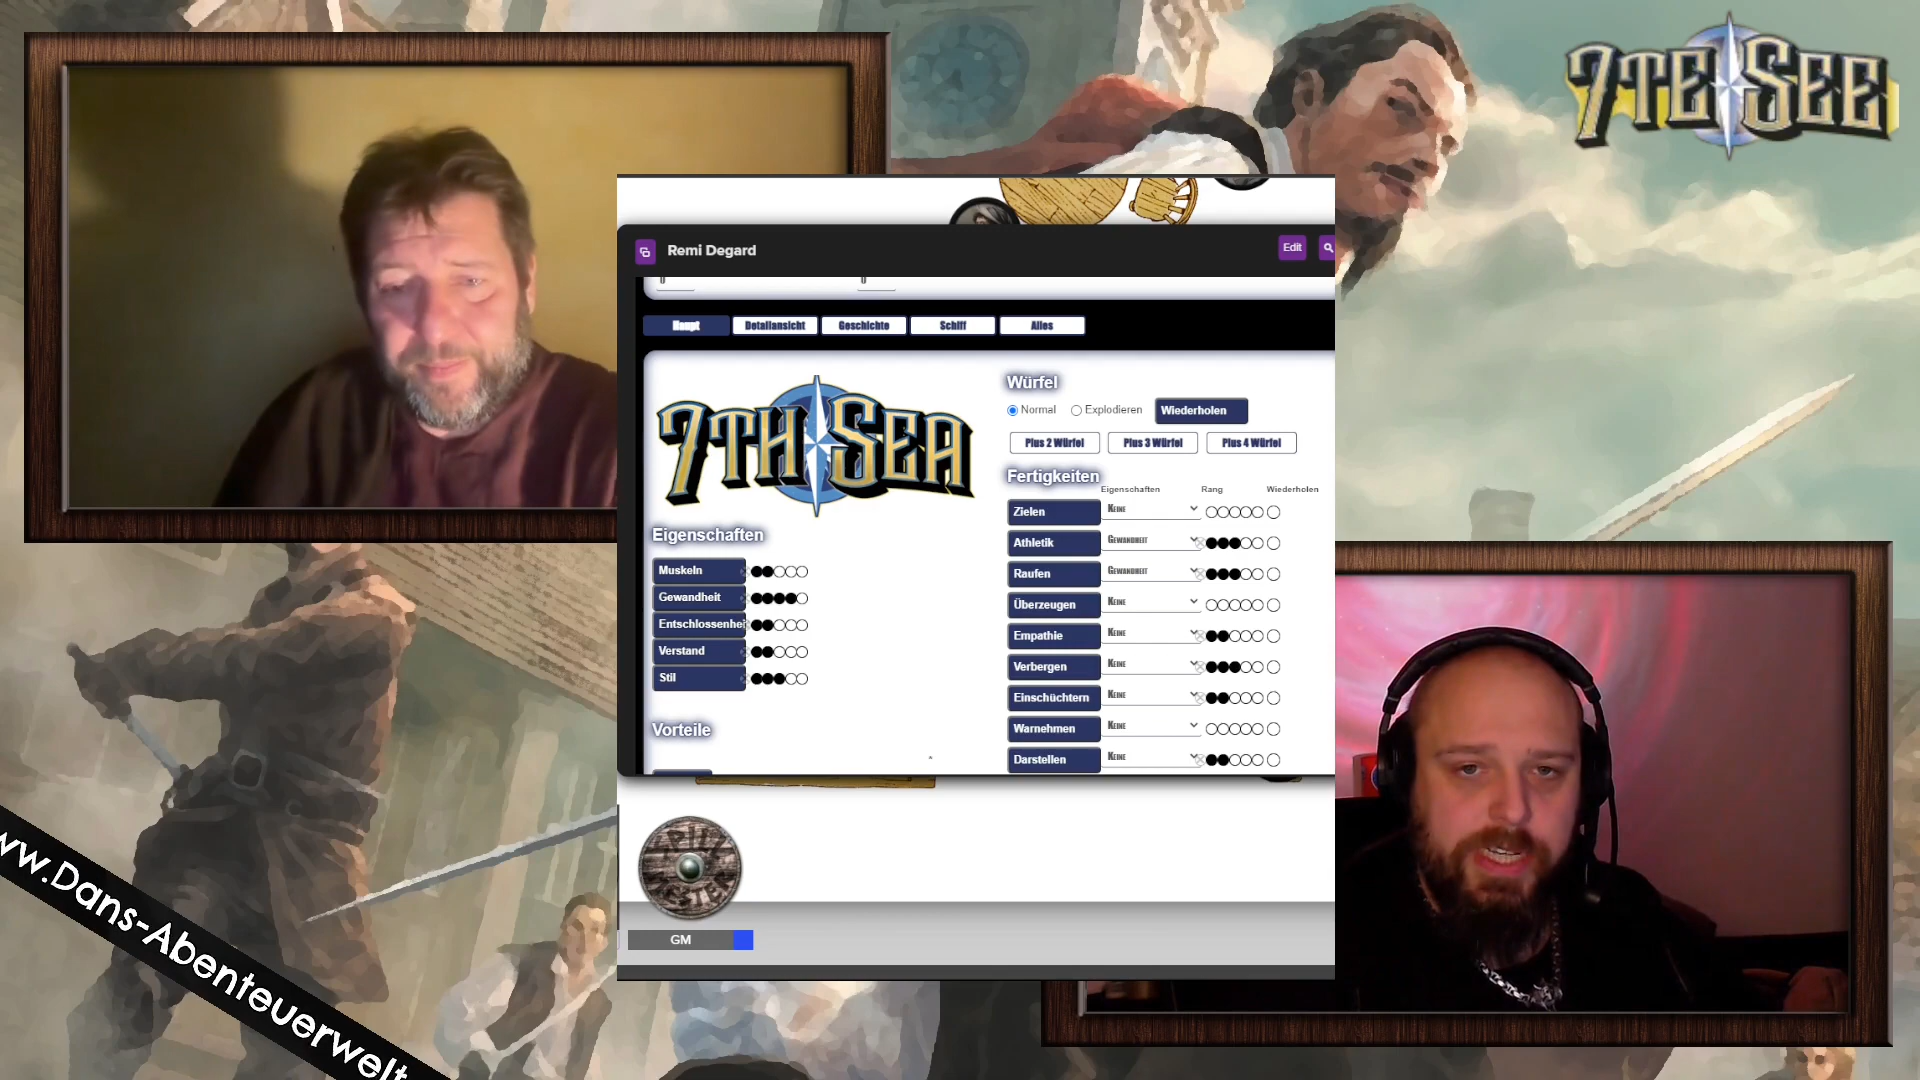 7TE SEE
Remi Degard
Edit
Haupt
Detailansicht
Geschichte
Schiff
Alles
7TH SEA
Würfel
Normal
Explodieren
Wiederholen
Plus 2 Würfel
Plus 3 Würfel
Plus 4 Würfel
Fertigkeiten
Eigenschaften
Rang
Wiederholen
Zielen
Keine
Athletik
Gewandheit
Raufen
Gewandheit
Überzeugen
Keine
Empathie
Keine
Verbergen
Keine
Einschüchtern
Keine
Warnehmen
Keine
Darstellen
Keine
Eigenschaften
Muskeln
Gewandheit
Entschlossenhei
Verstand
Stil
Vorteile
GM
ww.Dans-Abenteuerwelt